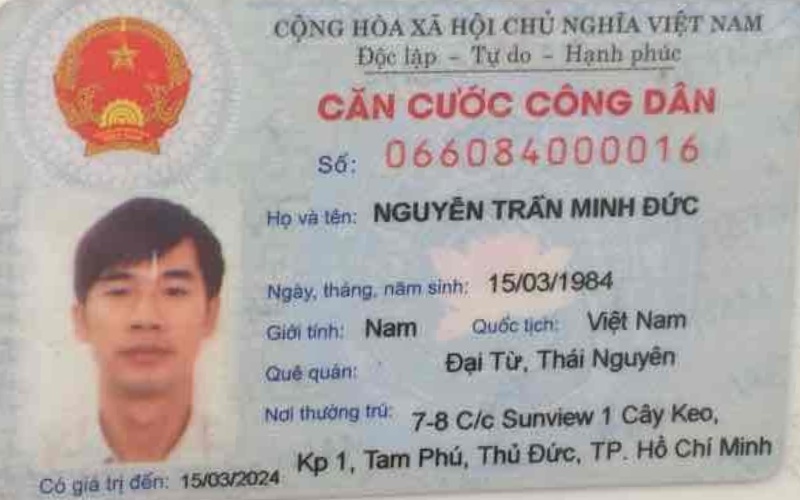 CỘNG HÒA XÃ HỘI CHỦ NGHĨA VIỆT NAM
Độc lập – Tự do – Hạnh phúc
CĂN CƯỚC CÔNG DÂN
Số: 066084000016
Họ và tên: NGUYỄN TRẦN MINH ĐỨC
Ngày, tháng, năm sinh: 15/03/1984
Giới tính: Nam Quốc tịch: Việt Nam
Quê quán: Đại Từ, Thái Nguyên
Nơi thường trú: 7-8 C/c Sunview 1 Cây Keo,
Kp 1, Tam Phú, Thủ Đức, TP. Hồ Chí Minh
Có giá trị đến: 15/03/2024